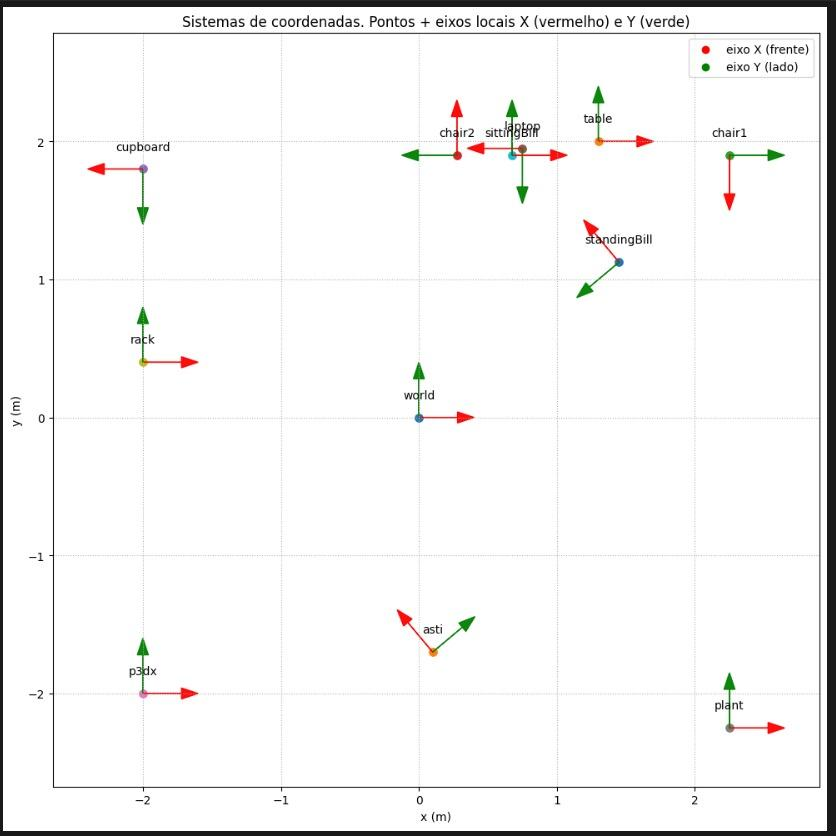 Sistemas de coordenadas. Pontos + eixos locais X (vermelho) e Y (verde)
eixo X (frente)
eixo Y (lado)
table
laptop
chair2
sittingBill
chair1
cupboard
standingBill
rack
world
asti
p3dx
plant
2
1
0
−1
−2
y (m)
−2
−1
0
1
2
x (m)